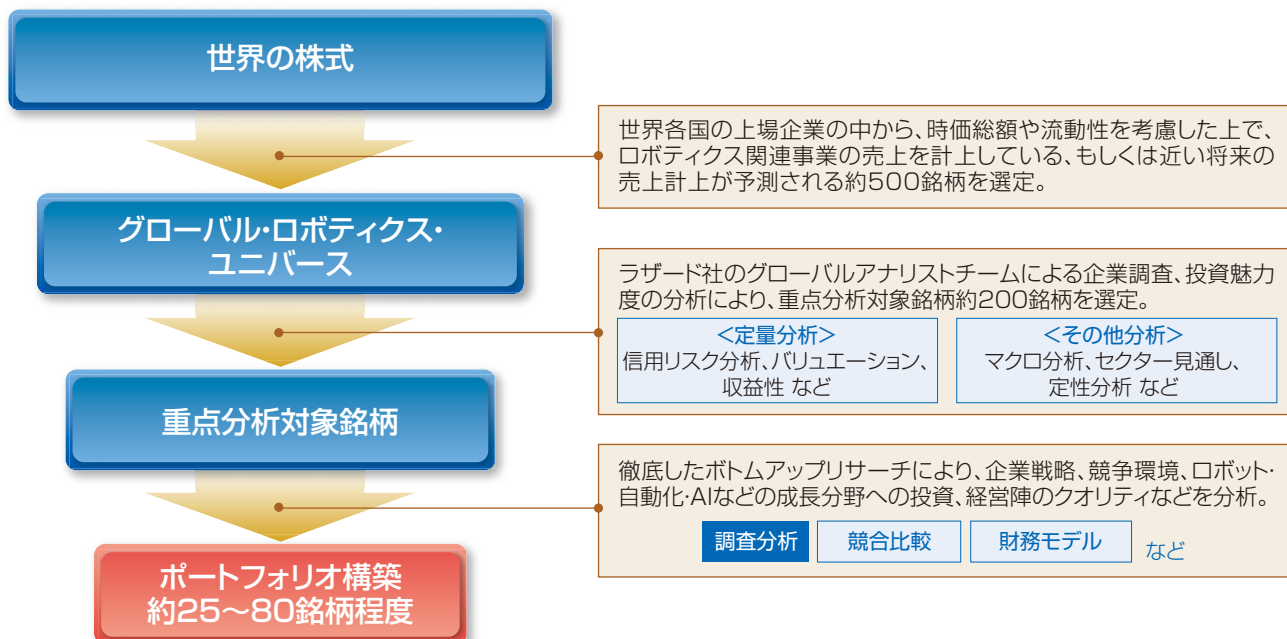 世界の株式
世界各国の上場企業の中から、時価総額や流動性を考慮した上で、
ロボティクス関連事業の売上を計上している、もしくは近い将来の
売上計上が予測される約500銘柄を選定。
グローバル・ロボティクス・
ユニバース
ラザード社のグローバルアナリストチームによる企業調査、投資魅力
度の分析により、重点分析対象銘柄約200銘柄を選定。
<定量分析>
信用リスク分析、バリュエーション、
収益性 など
<その他分析>
マクロ分析、セクター見通し、
定性分析 など
重点分析対象銘柄
徹底したボトムアップリサーチにより、企業戦略、競争環境、ロボット・
自動化・AIなどの成長分野への投資、経営陣のクオリティなどを分析。
調査分析
競合比較
財務モデル
など
ポートフォリオ構築
約25～80銘柄程度